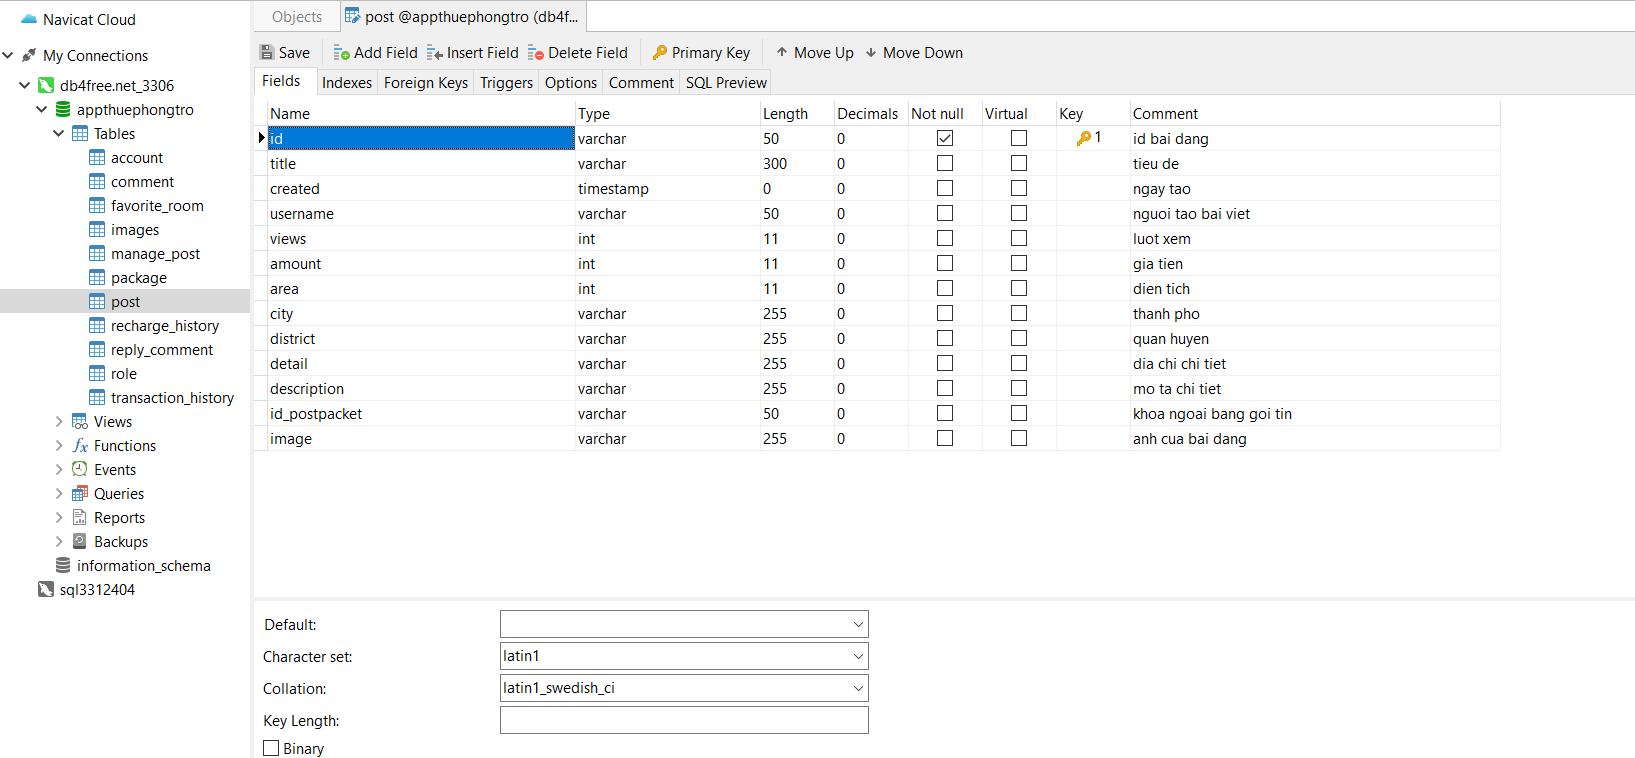 Navicat Cloud
My Connections
db4free.net_3306
appthuephongtro
Tables
account
comment
favorite_room
images
manage_post
package
post
recharge_history
reply_comment
role
transaction_history
Views
Functions
Events
Queries
Reports
Backups
information_schema
sql3312404
Objects post @appthuephongtro (db4f...
Save Add Field Insert Field Delete Field Primary Key Move Up Move Down
Fields Indexes Foreign Keys Triggers Options Comment SQL Preview
Name Type Length Decimals Not null Virtual Key Comment
id varchar 50 0 1 id bai dang
title varchar 300 0 tieu de
created timestamp 0 0 ngay tao
username varchar 50 0 nguoi tao bai viet
views int 11 0 luot xem
amount int 11 0 gia tien
area int 11 0 dien tich
city varchar 255 0 thanh pho
district varchar 255 0 quan huyen
detail varchar 255 0 dia chi chi tiet
description varchar 255 0 mo ta chi tiet
id_postpacket varchar 50 0 khoa ngoai bang goi tin
image varchar 255 0 anh cua bai dang
Default:
Character set: latin1
Collation: latin1_swedish_ci
Key Length:
Binary